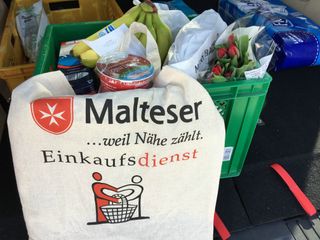 Malteser
...weil Nähe zählt.
Einkaufsdienst